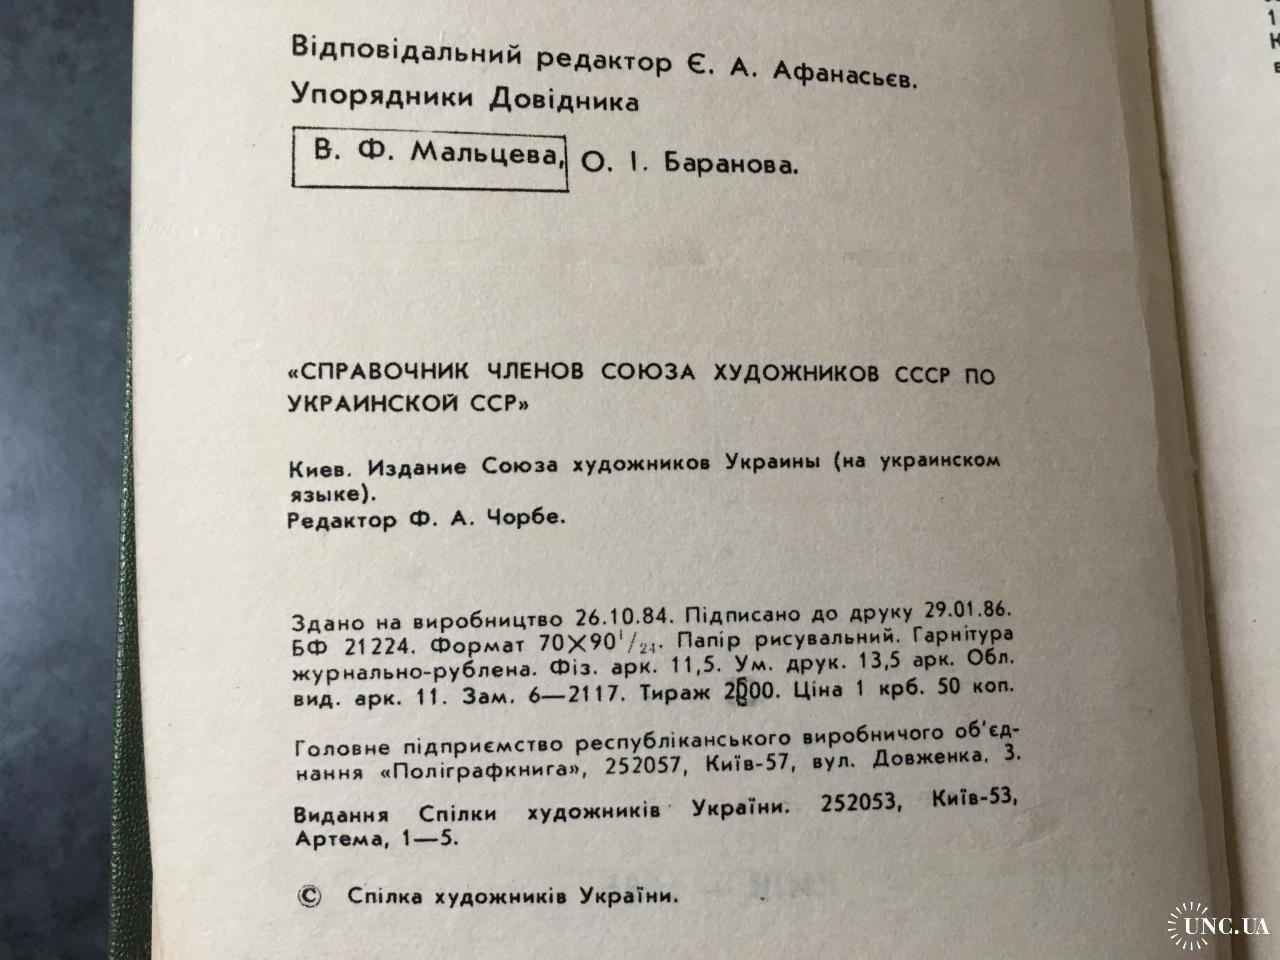 Відповідальний редактор Є. А. Афанасьєв.
Упорядники Довідника
В. Ф. Мальцева, О. І. Баранова.
«СПРАВОЧНИК ЧЛЕНОВ СОЮЗА ХУДОЖНИКОВ СССР ПО
УКРАИНСКОЙ ССР»
Киев. Издание Союза художников Украины (на украинском
языке).
Редактор Ф. А. Чорбе.
Здано на виробництво 26.10.84. Підписано до друку 29.01.86.
БФ 21224. Формат 70×90¹/₂₄. Папір рисувальний. Гарнітура
журнально-рублена. Фіз. арк. 11,5. Ум. друк. 13,5 арк. Обл.
вид. арк. 11. Зам. 6—2117. Тираж Ціна 1 крб. 50 коп.
Головне підприємство республіканського виробничого об'єд-
нання «Поліграфкнига», 252057, Київ-57, вул. Довженка, 3.
Видання Спілки художників України. 252053, Київ-53,
Артема, 1—5.
© Спілка художників України.
UNC.UA